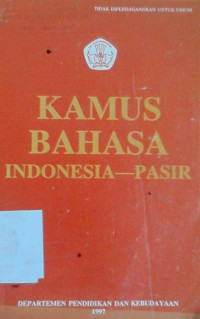 TIDAK DIPERDAGANGKAN UNTUK UMUM
KAMUS
BAHASA
INDONESIA—PASIR
DEPARTEMEN PENDIDIKAN DAN KEBUDAYAAN
1997